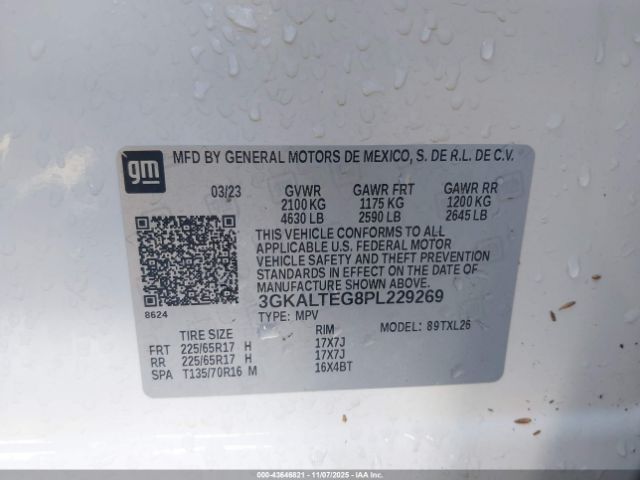 gm
MFD BY GENERAL MOTORS DE MEXICO, S. DE R.L. DE C.V.
03/23 GVWR GAWR FRT GAWR RR
2100 KG 1175 KG 1200 KG
4630 LB 2590 LB 2645 LB
THIS VEHICLE CONFORMS TO ALL
APPLICABLE U.S. FEDERAL MOTOR
VEHICLE SAFETY AND THEFT PREVENTION
STANDARDS IN EFFECT ON THE DATE OF
MANUFACTURE SHOWN ABOVE.
3GKALTEG8PL229269
8624 TYPE: MPV MODEL: 89TXL26
TIRE SIZE RIM
FRT 225/65R17 H 17X7J
RR 225/65R17 H 17X7J
SPA T135/70R16 M 16X4BT
000-43646821 - 11/07/2025 - IAAI.COM